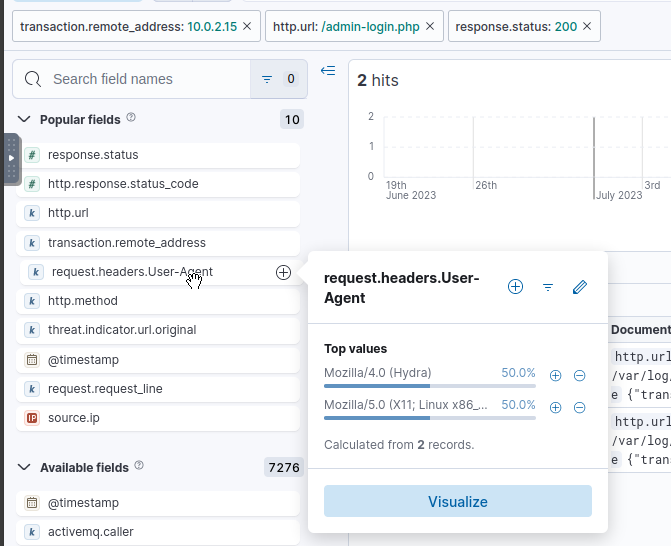 transaction.remote_address: 10.0.2.15 ×
http.url: /admin-login.php ×
response.status: 200 ×
Search field names
0
2 hits
Popular fields
10
2
1
0
19th
June 2023
26th
July 2023
3rd
# response.status
# http.response.status_code
k http.url
k transaction.remote_address
k request.headers.User-Agent
k http.method
k threat.indicator.url.original
@timestamp
k request.request_line
IP source.ip
Available fields
7276
@timestamp
k activemq.caller
request.headers.User-
Agent
Top values
Mozilla/4.0 (Hydra) 50.0%
Mozilla/5.0 (X11; Linux x86_... 50.0%
Calculated from 2 records.
Visualize
Document
http.url
/var/log,
e {"tran
http.url
/var/log,
e {"tran